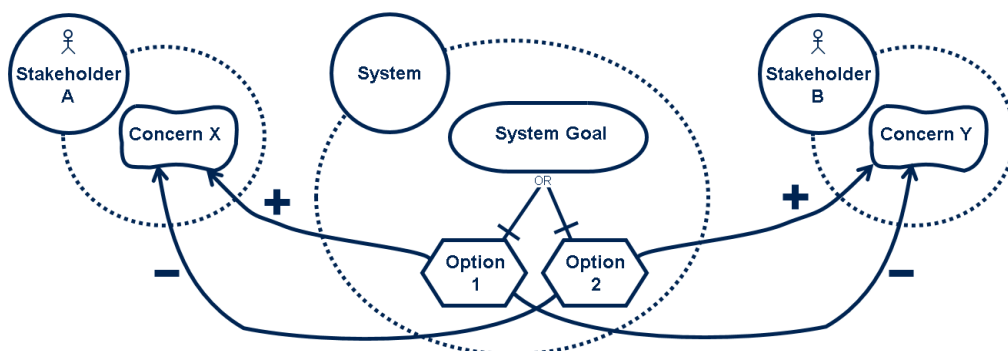 Stakeholder
A
Concern X
System
System Goal
OR
Option
1
Option
2
Stakeholder
B
Concern Y
+
−
+
−